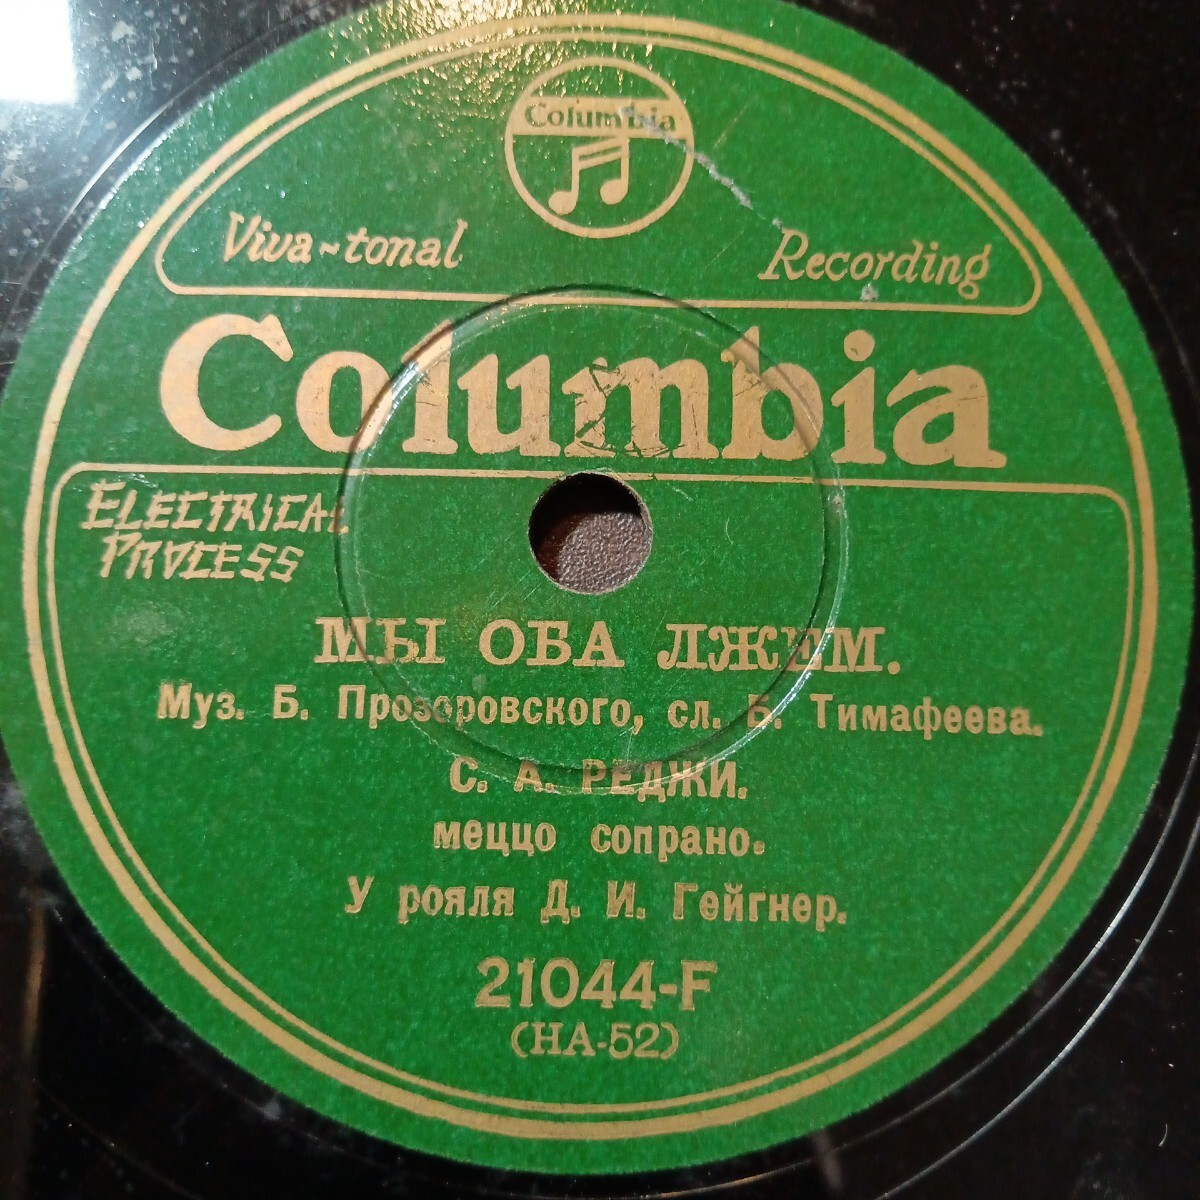 Columbia
Viva-tonal Recording
Columbia
ELECTRICAL
PROCESS
МЫ ОБА ЛЖЕМ.
Муз. Б. Прозоровского, сл. Б. Тимафеева.
С. А. РЕДЖИ.
меццо сопрано.
У рояля Д. И. Гейгнер.
21044-F
(HA-52)